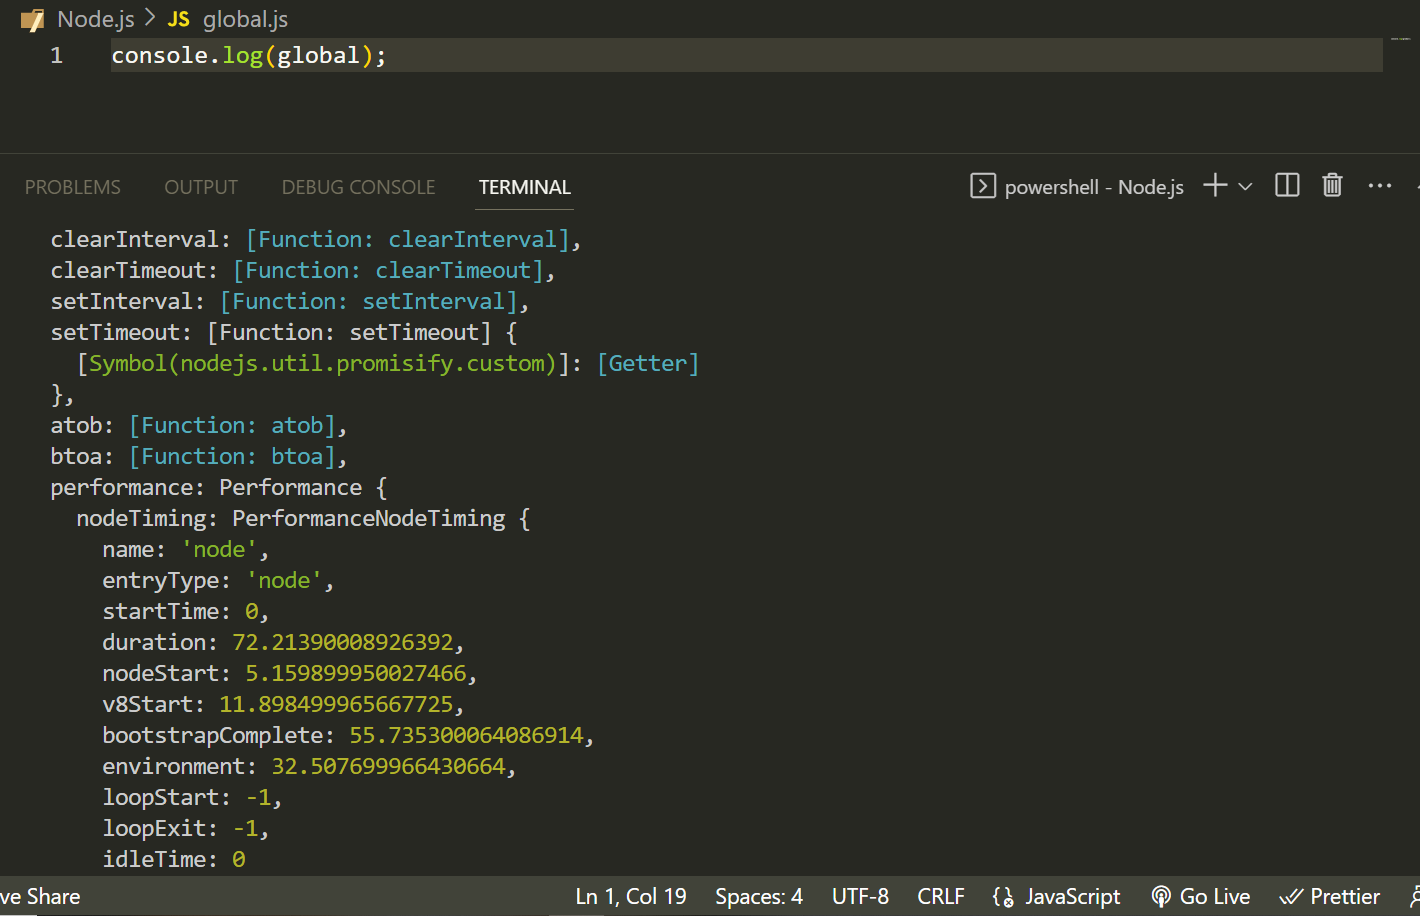 Node.js > JS global.js
1 console.log(global);
PROBLEMS OUTPUT DEBUG CONSOLE TERMINAL powershell - Node.js
clearInterval: [Function: clearInterval],
clearTimeout: [Function: clearTimeout],
setInterval: [Function: setInterval],
setTimeout: [Function: setTimeout] {
[Symbol(nodejs.util.promisify.custom)]: [Getter]
},
atob: [Function: atob],
btoa: [Function: btoa],
performance: Performance {
nodeTiming: PerformanceNodeTiming {
name: 'node',
entryType: 'node',
startTime: 0,
duration: 72.21390008926392,
nodeStart: 5.159899950027466,
v8Start: 11.898499965667725,
bootstrapComplete: 55.735300064086914,
environment: 32.507699966430664,
loopStart: -1,
loopExit: -1,
idleTime: 0
ve Share Ln 1, Col 19 Spaces: 4 UTF-8 CRLF JavaScript Go Live Prettier